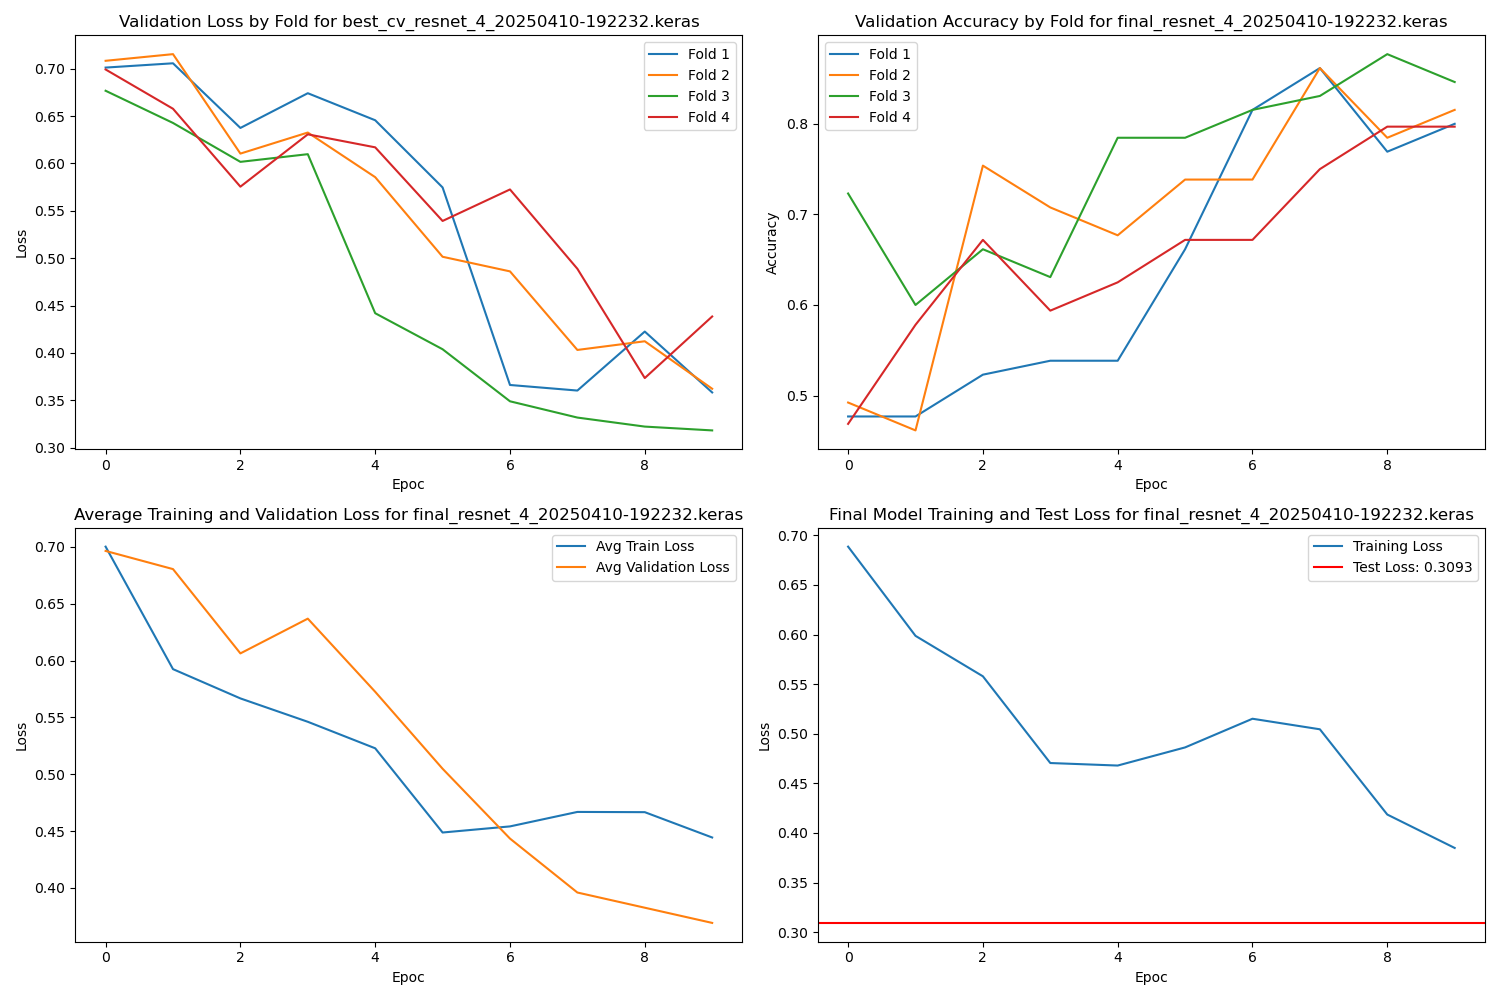 Validation Loss by Fold for best_cv_resnet_4_20250410-192232.keras
Fold 1
Fold 2
Fold 3
Fold 4
0.70
0.65
0.60
0.55
0.50
0.45
0.40
0.35
0.30
Loss
0 2 4 6 8
Epoc
Validation Accuracy by Fold for final_resnet_4_20250410-192232.keras
Fold 1
Fold 2
Fold 3
Fold 4
0.8
0.7
0.6
0.5
Accuracy
0 2 4 6 8
Epoc
Average Training and Validation Loss for final_resnet_4_20250410-192232.keras
Avg Train Loss
Avg Validation Loss
0.70
0.65
0.60
0.55
0.50
0.45
0.40
Loss
0 2 4 6 8
Epoc
Final Model Training and Test Loss for final_resnet_4_20250410-192232.keras
Training Loss
Test Loss: 0.3093
0.70
0.65
0.60
0.55
0.50
0.45
0.40
0.35
0.30
Loss
0 2 4 6 8
Epoc